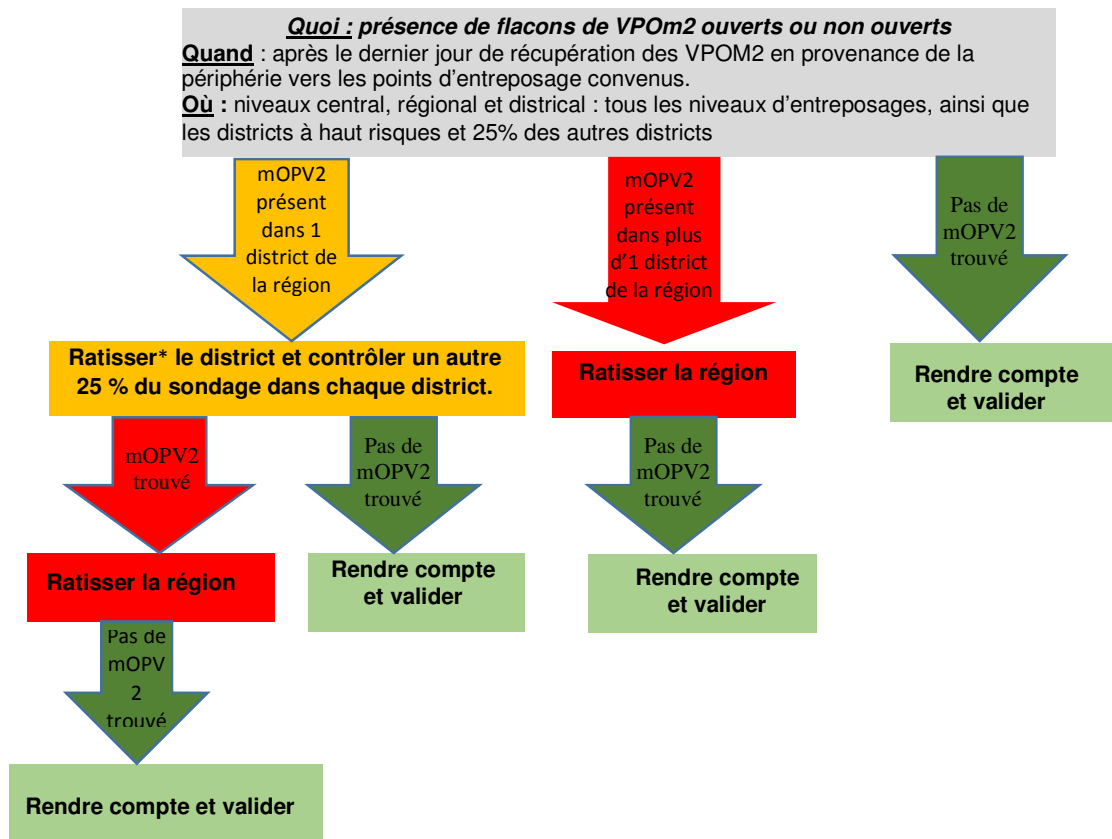 Quoi : présence de flacons de VPOm2 ouverts ou non ouverts
Quand : après le dernier jour de récupération des VPOM2 en provenance de la
périphérie vers les points d'entreposage convenus.
Où : niveaux central, régional et districal : tous les niveaux d'entreposages, ainsi que
les districts à haut risques et 25% des autres districts
mOPV2
présent
dans 1
district de
la région
mOPV2
présent
dans plus
d'1 district
de la région
Pas de
mOPV2
trouvé
Ratisser* le district et contrôler un autre
25 % du sondage dans chaque district.
Ratisser la région
Rendre compte
et valider
mOPV2
trouvé
Pas de
mOPV2
trouvé
Pas de
mOPV2
trouvé
Ratisser la région
Rendre compte
et valider
Rendre compte
et valider
Pas de
mOPV
2
trouvé
Rendre compte et valider